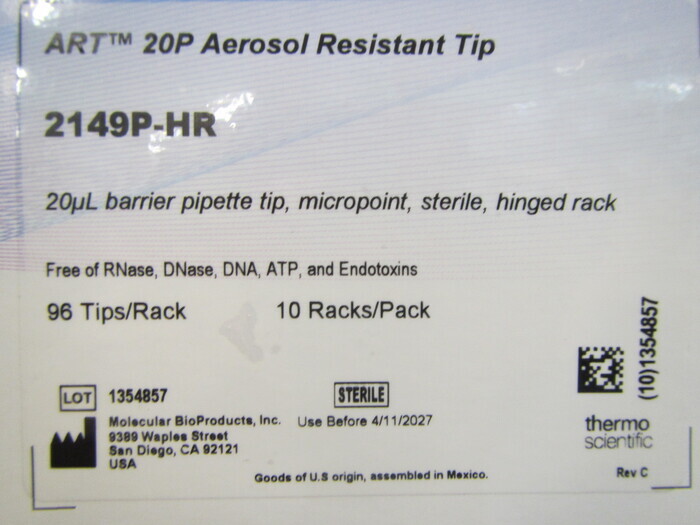 ART™ 20P Aerosol Resistant Tip
2149P-HR
20µL barrier pipette tip, micropoint, sterile, hinged rack
Free of RNase, DNase, DNA, ATP, and Endotoxins
96 Tips/Rack 10 Racks/Pack
(10)1354857
LOT 1354857 STERILE
Molecular BioProducts, Inc. Use Before 4/11/2027
9389 Waples Street
San Diego, CA 92121
USA
thermo
scientific
Goods of U.S origin, assembled in Mexico. Rev C